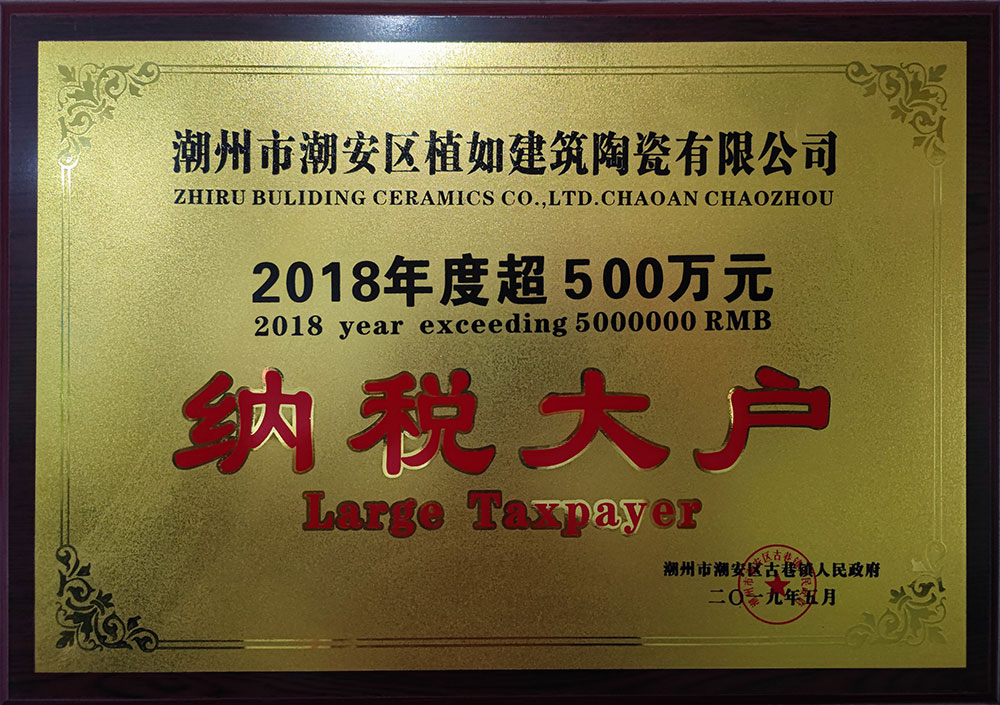 潮州市潮安区植如建筑陶瓷有限公司
ZHIRU BULIDING CERAMICS CO.,LTD.CHAOAN CHAOZHOU
2018年度超500万元
2018 year exceeding 5000000 RMB
纳税大户
Large Taxpayer
潮州市潮安区古巷镇人民政府
二〇一九年五月